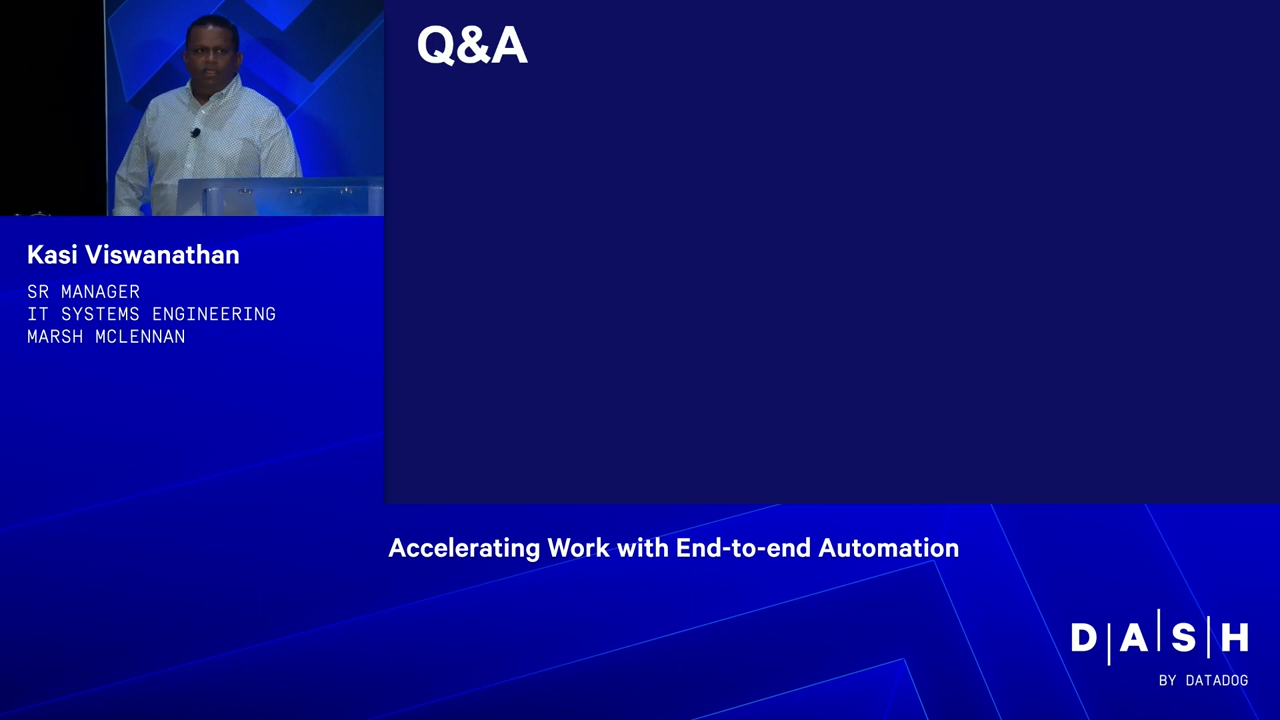 Q&A
Kasi Viswanathan
SR MANAGER
IT SYSTEMS ENGINEERING
MARSH MCLENNAN
Accelerating Work with End-to-end Automation
D|A|S|H
BY DATADOG